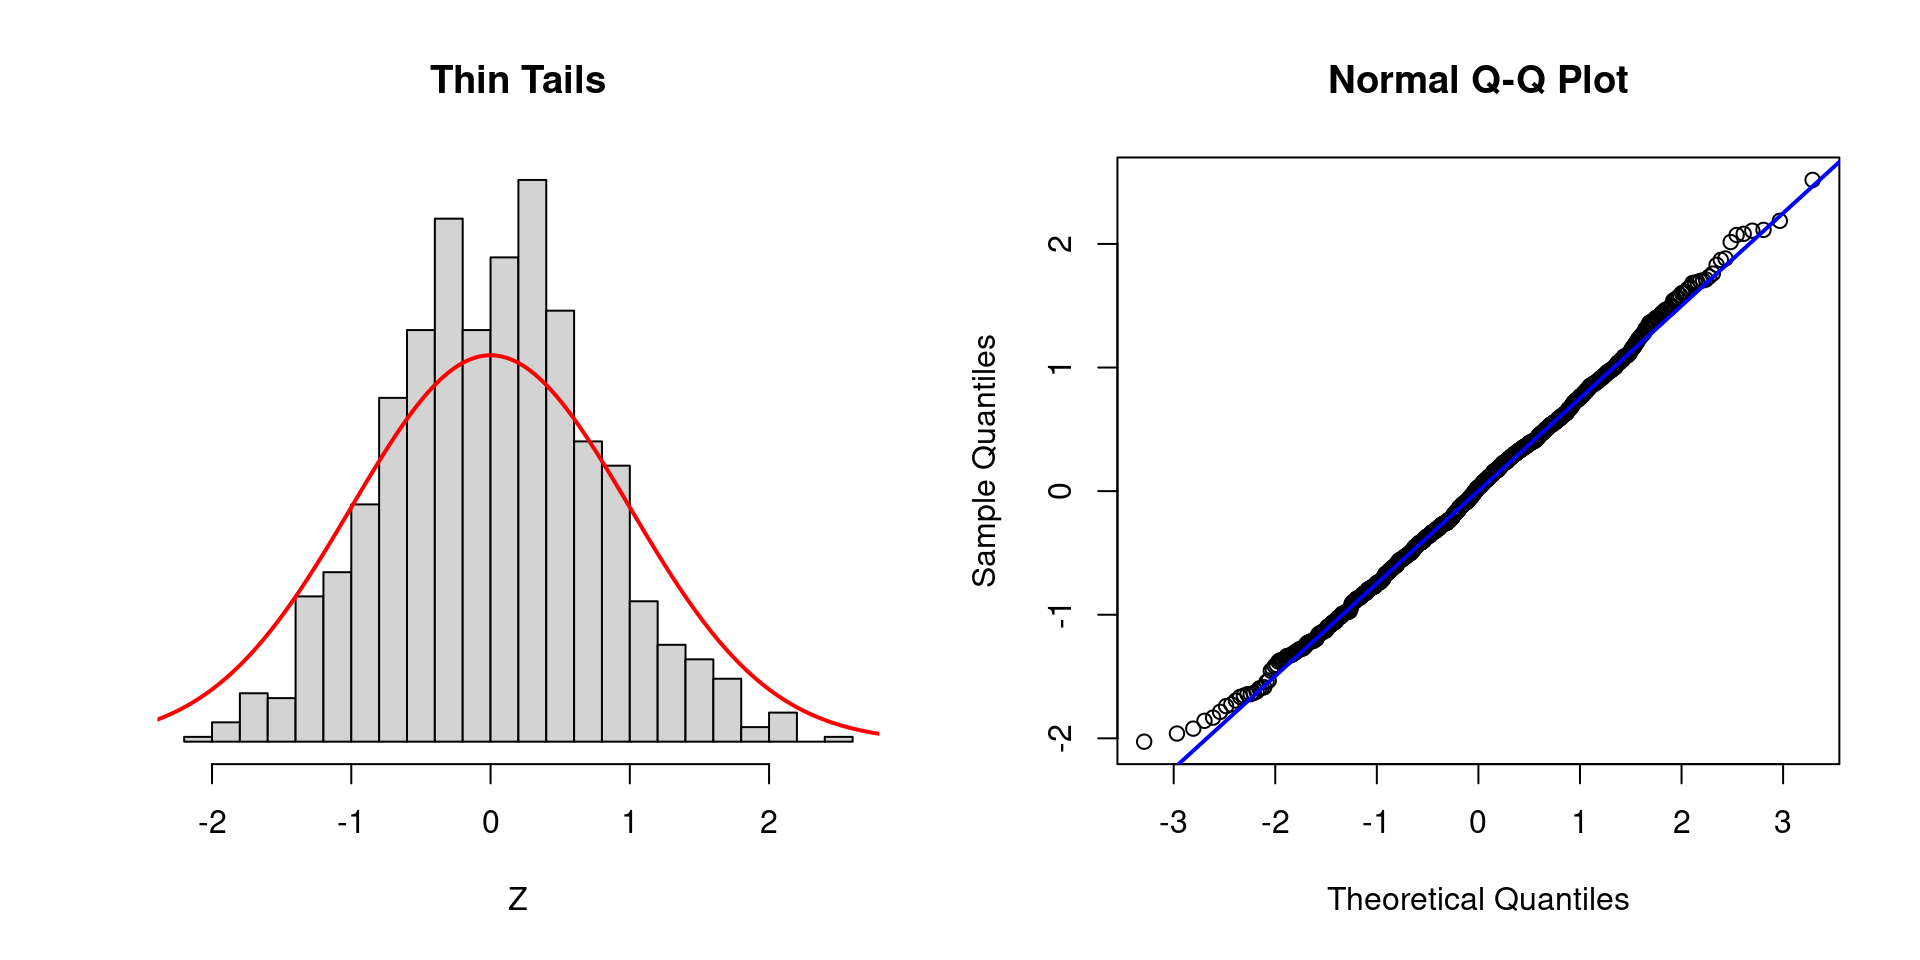 Thin Tails
-2 -1 0 1 2
Z
Normal Q-Q Plot
Sample Quantiles
2
1
0
-1
-2
-3 -2 -1 0 1 2 3
Theoretical Quantiles